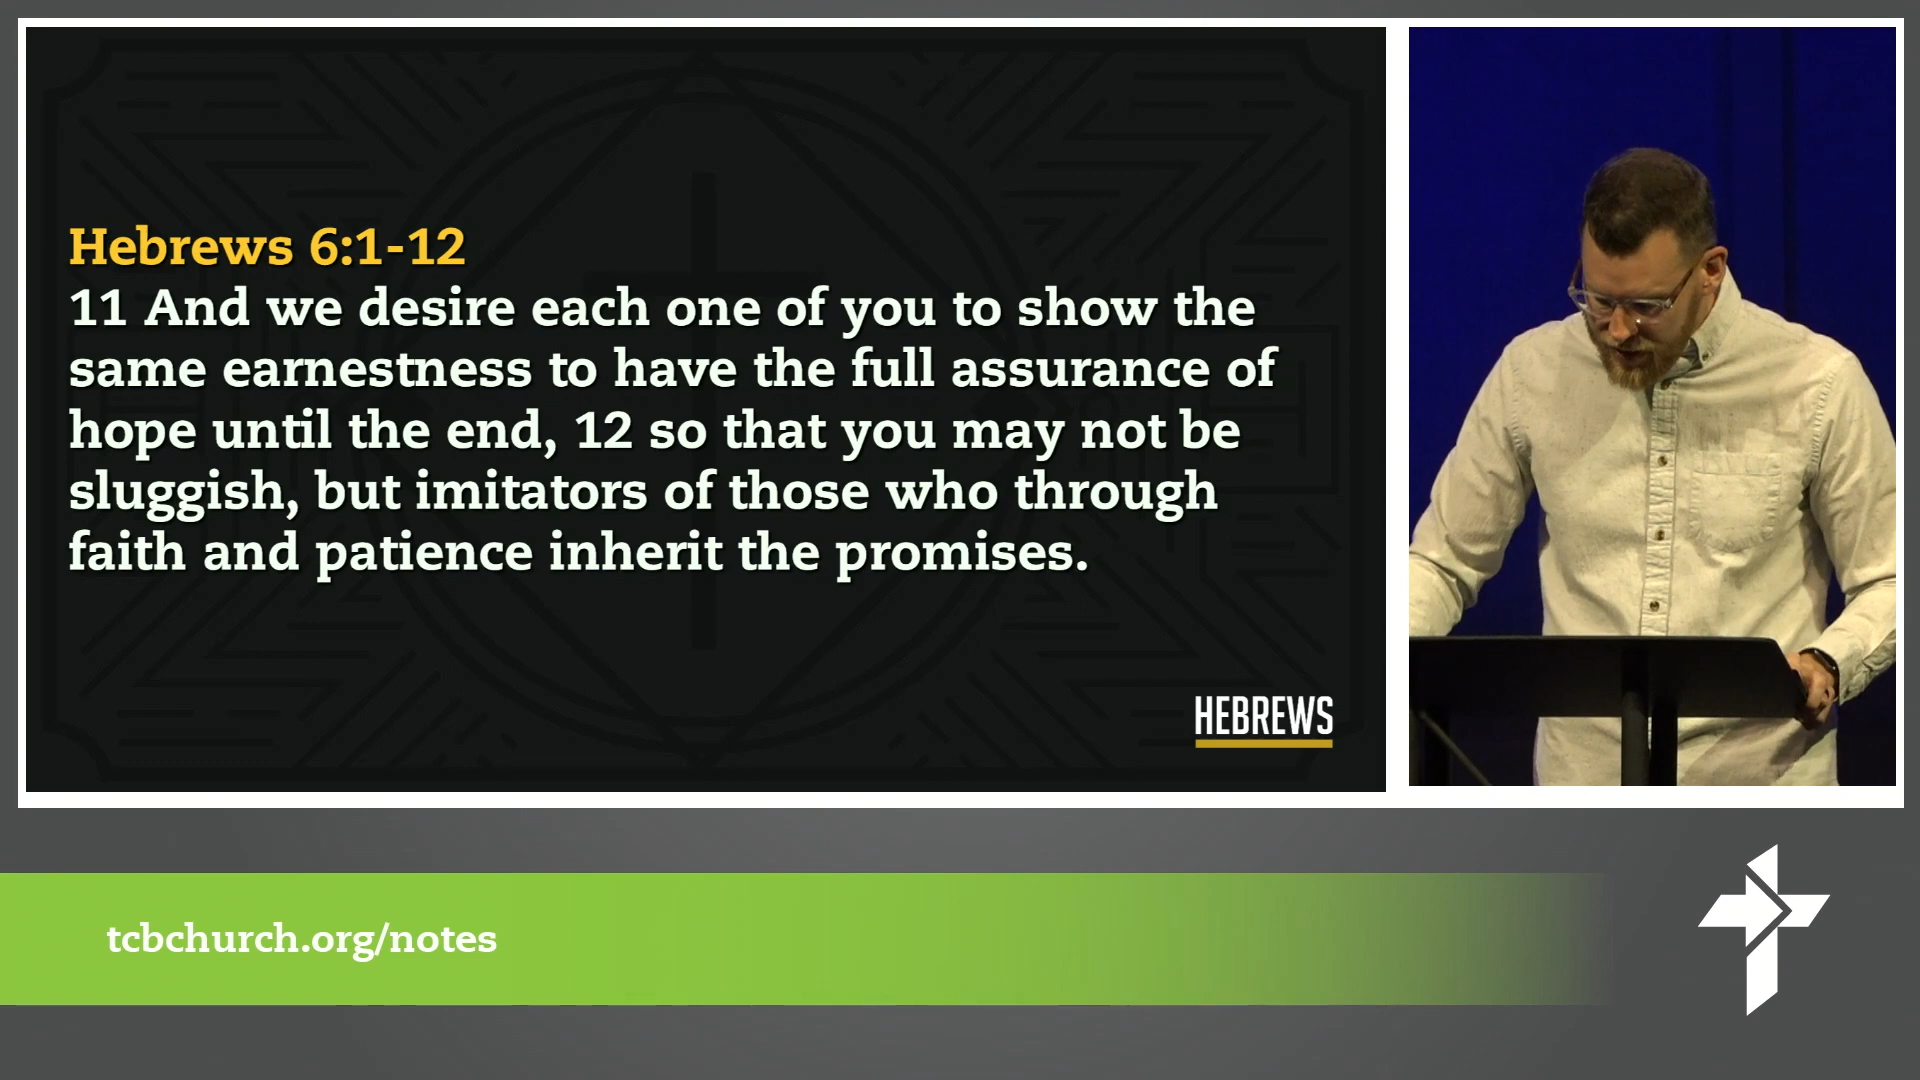 Hebrews 6:1-12
11 And we desire each one of you to show the
same earnestness to have the full assurance of
hope until the end, 12 so that you may not be
sluggish, but imitators of those who through
faith and patience inherit the promises.
HEBREWS
tcbchurch.org/notes